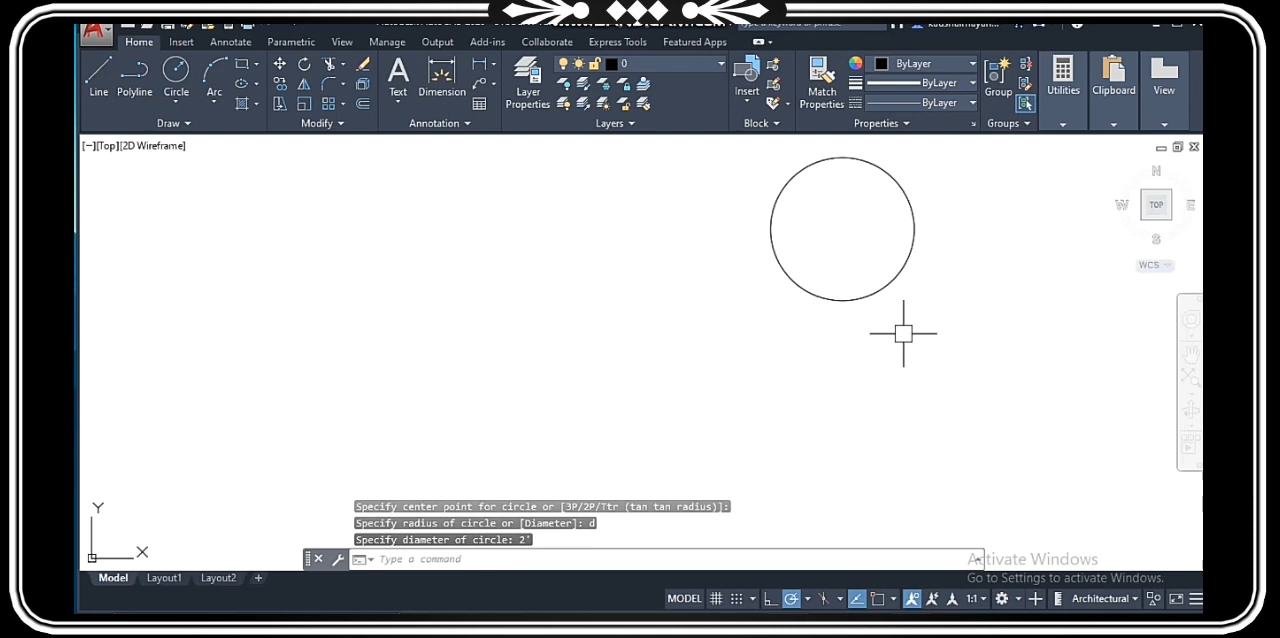 Home Insert Annotate Parametric View Manage Output Add-ins Collaborate Express Tools Featured Apps
0
ByLayer
ByLayer
ByLayer
Line Polyline Circle Arc Text Dimension Layer Properties Insert Match Properties Group Utilities Clipboard View
Draw Modify Annotation Layers Block Properties Groups
[−][Top][2D Wireframe]
N
W TOP E
S
WCS
Specify center point for circle or [3P/2P/Ttr (tan tan radius)]:
Specify radius of circle or [Diameter]: d
Specify diameter of circle: 2'
Y
X
Type a command
Activate Windows
Go to Settings to activate Windows.
Model Layout1 Layout2 +
MODEL 1:1 Architectural